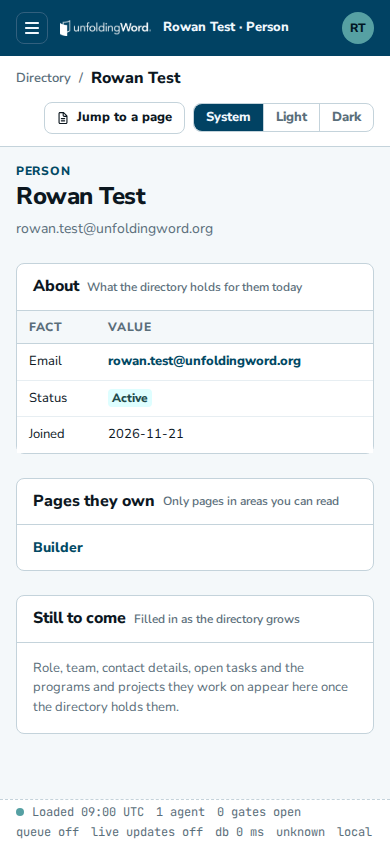 unfoldingWord. Rowan Test · Person RT
Directory / Rowan Test
Jump to a page System Light Dark
PERSON
Rowan Test
rowan.test@unfoldingword.org
About What the directory holds for them today
FACT VALUE
Email rowan.test@unfoldingword.org
Status Active
Joined 2026-11-21
Pages they own Only pages in areas you can read
Builder
Still to come Filled in as the directory grows
Role, team, contact details, open tasks and the
programs and projects they work on appear here once
the directory holds them.
Loaded 09:00 UTC 1 agent 0 gates open
queue off live updates off db 0 ms unknown local